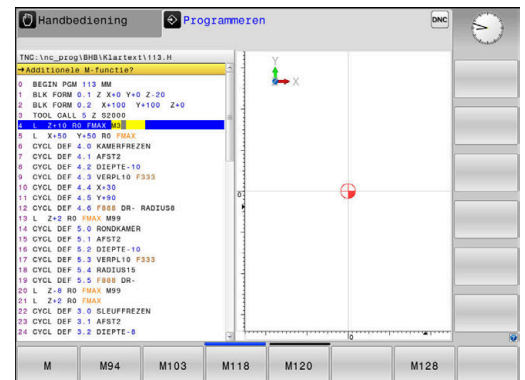 Handbediening
Programmeren
DNC
TNC:\nc_prog\BHB\Klartext\113.H
→Additionele M-functie?
0 BEGIN PGM 113 MM
1 BLK FORM 0.1 Z X+0 Y+0 Z-20
2 BLK FORM 0.2 X+100 Y+100 Z+0
3 TOOL CALL 5 Z S2000
4 L Z+10 R0 FMAX M3
5 L X+50 Y+50 R0 FMAX
6 CYCL DEF 4.0 KAMERFREZEN
7 CYCL DEF 4.1 AFST2
8 CYCL DEF 4.2 DIEPTE-10
9 CYCL DEF 4.3 VERPL10 F333
10 CYCL DEF 4.4 X+30
11 CYCL DEF 4.5 Y+90
12 CYCL DEF 4.6 F888 DR- RADIUS8
13 L Z+2 R0 FMAX M99
14 CYCL DEF 5.0 RONDKAMER
15 CYCL DEF 5.1 AFST2
16 CYCL DEF 5.2 DIEPTE-10
17 CYCL DEF 5.3 VERPL10 F333
18 CYCL DEF 5.4 RADIUS15
19 CYCL DEF 5.5 F888 DR-
20 L Z-8 R0 FMAX M99
21 L Z+2 R0 FMAX
22 CYCL DEF 3.0 SLEUFFREZEN
23 CYCL DEF 3.1 AFST2
24 CYCL DEF 3.2 DIEPTE-8
Y
X
0
0
M M94 M103 M118 M120 M128